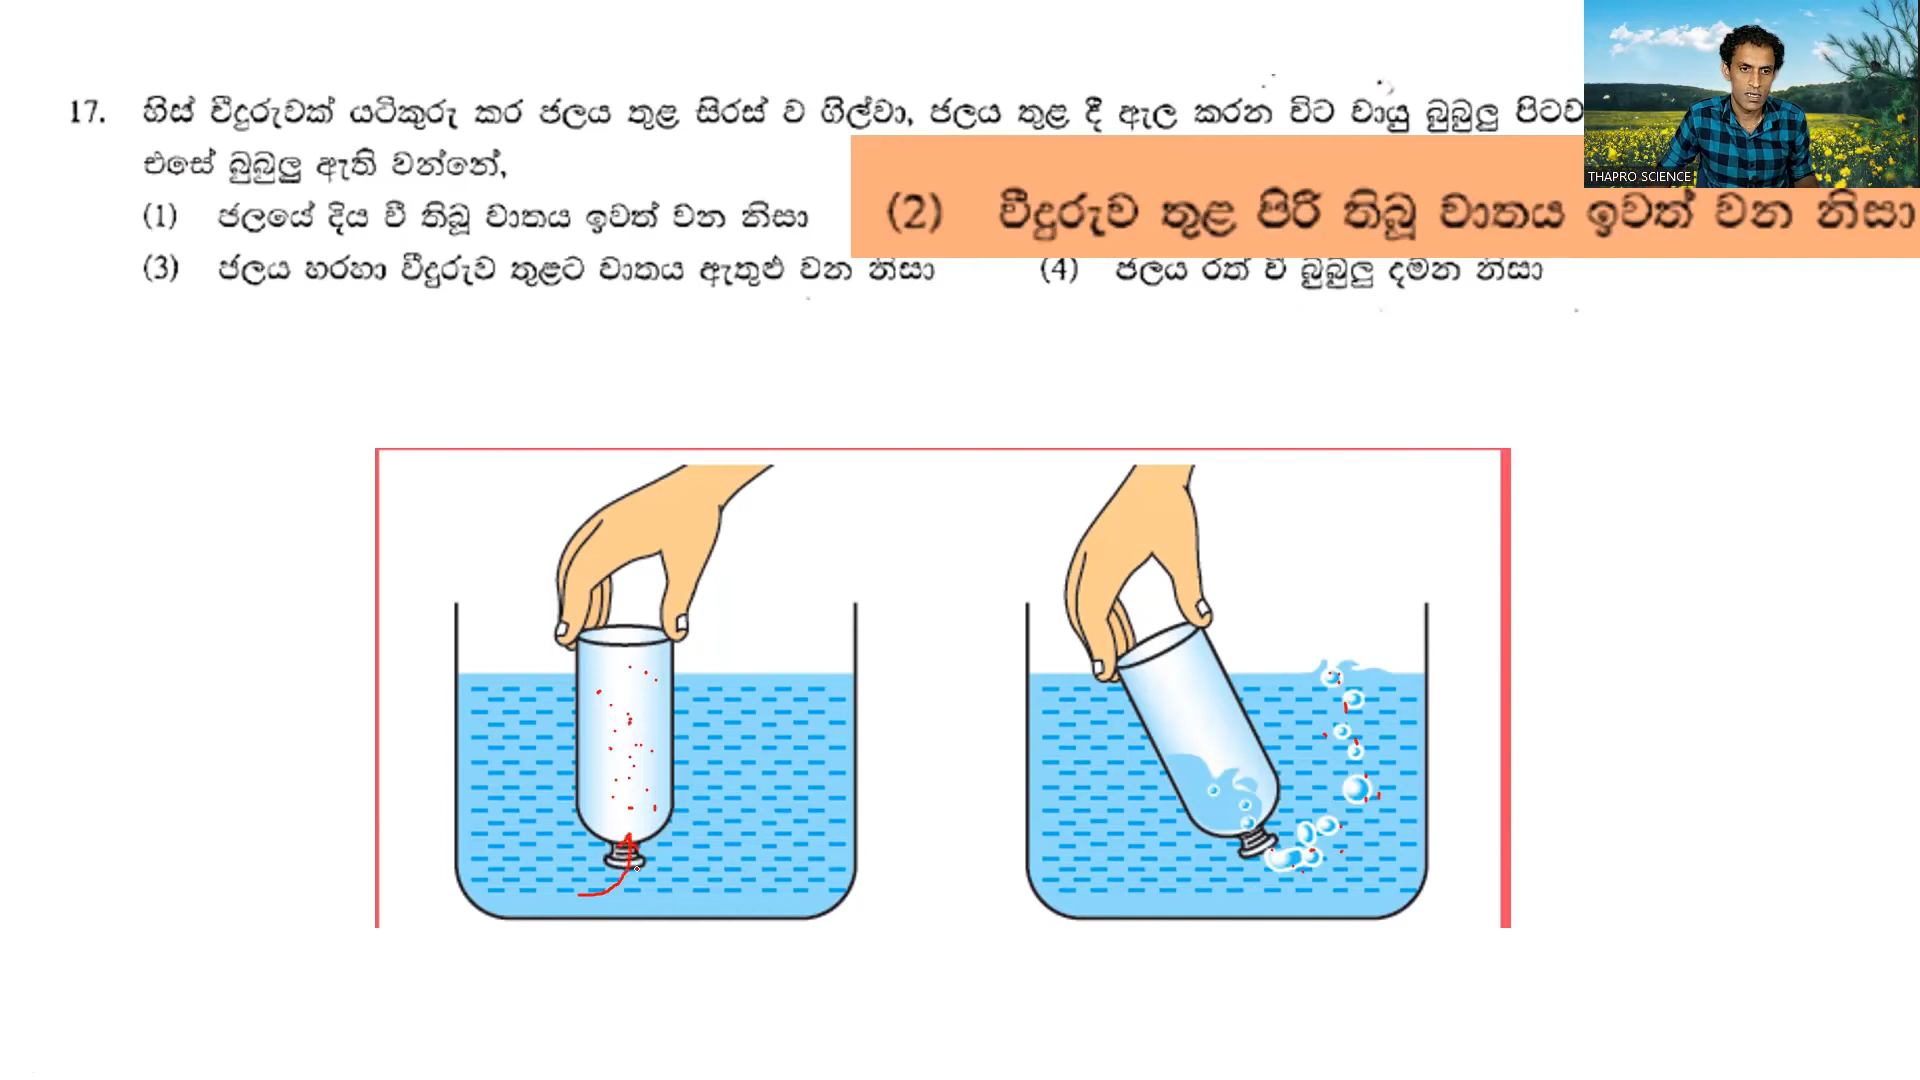 17. හිස් වීදුරුවක් යටිකුරු කර ජලය තුළ සිරස් ව ගිල්වා, ජලය තුළ දී ඇල කරන විට වායු බුබුලු පිටව
එසේ බුබුලු ඇති වන්නේ,
(1) ජලයේ දිය වී තිබූ වාතය ඉවත් වන නිසා (2) වීදුරුව තුළ පිරී තිබූ වාතය ඉවත් වන නිසා
(3) ජලය හරහා වීදුරුව තුළට වාතය ඇතුළු වන නිසා (4) ජලය රත් වී බුබුලු දමන නිසා
THAPRO SCIENCE